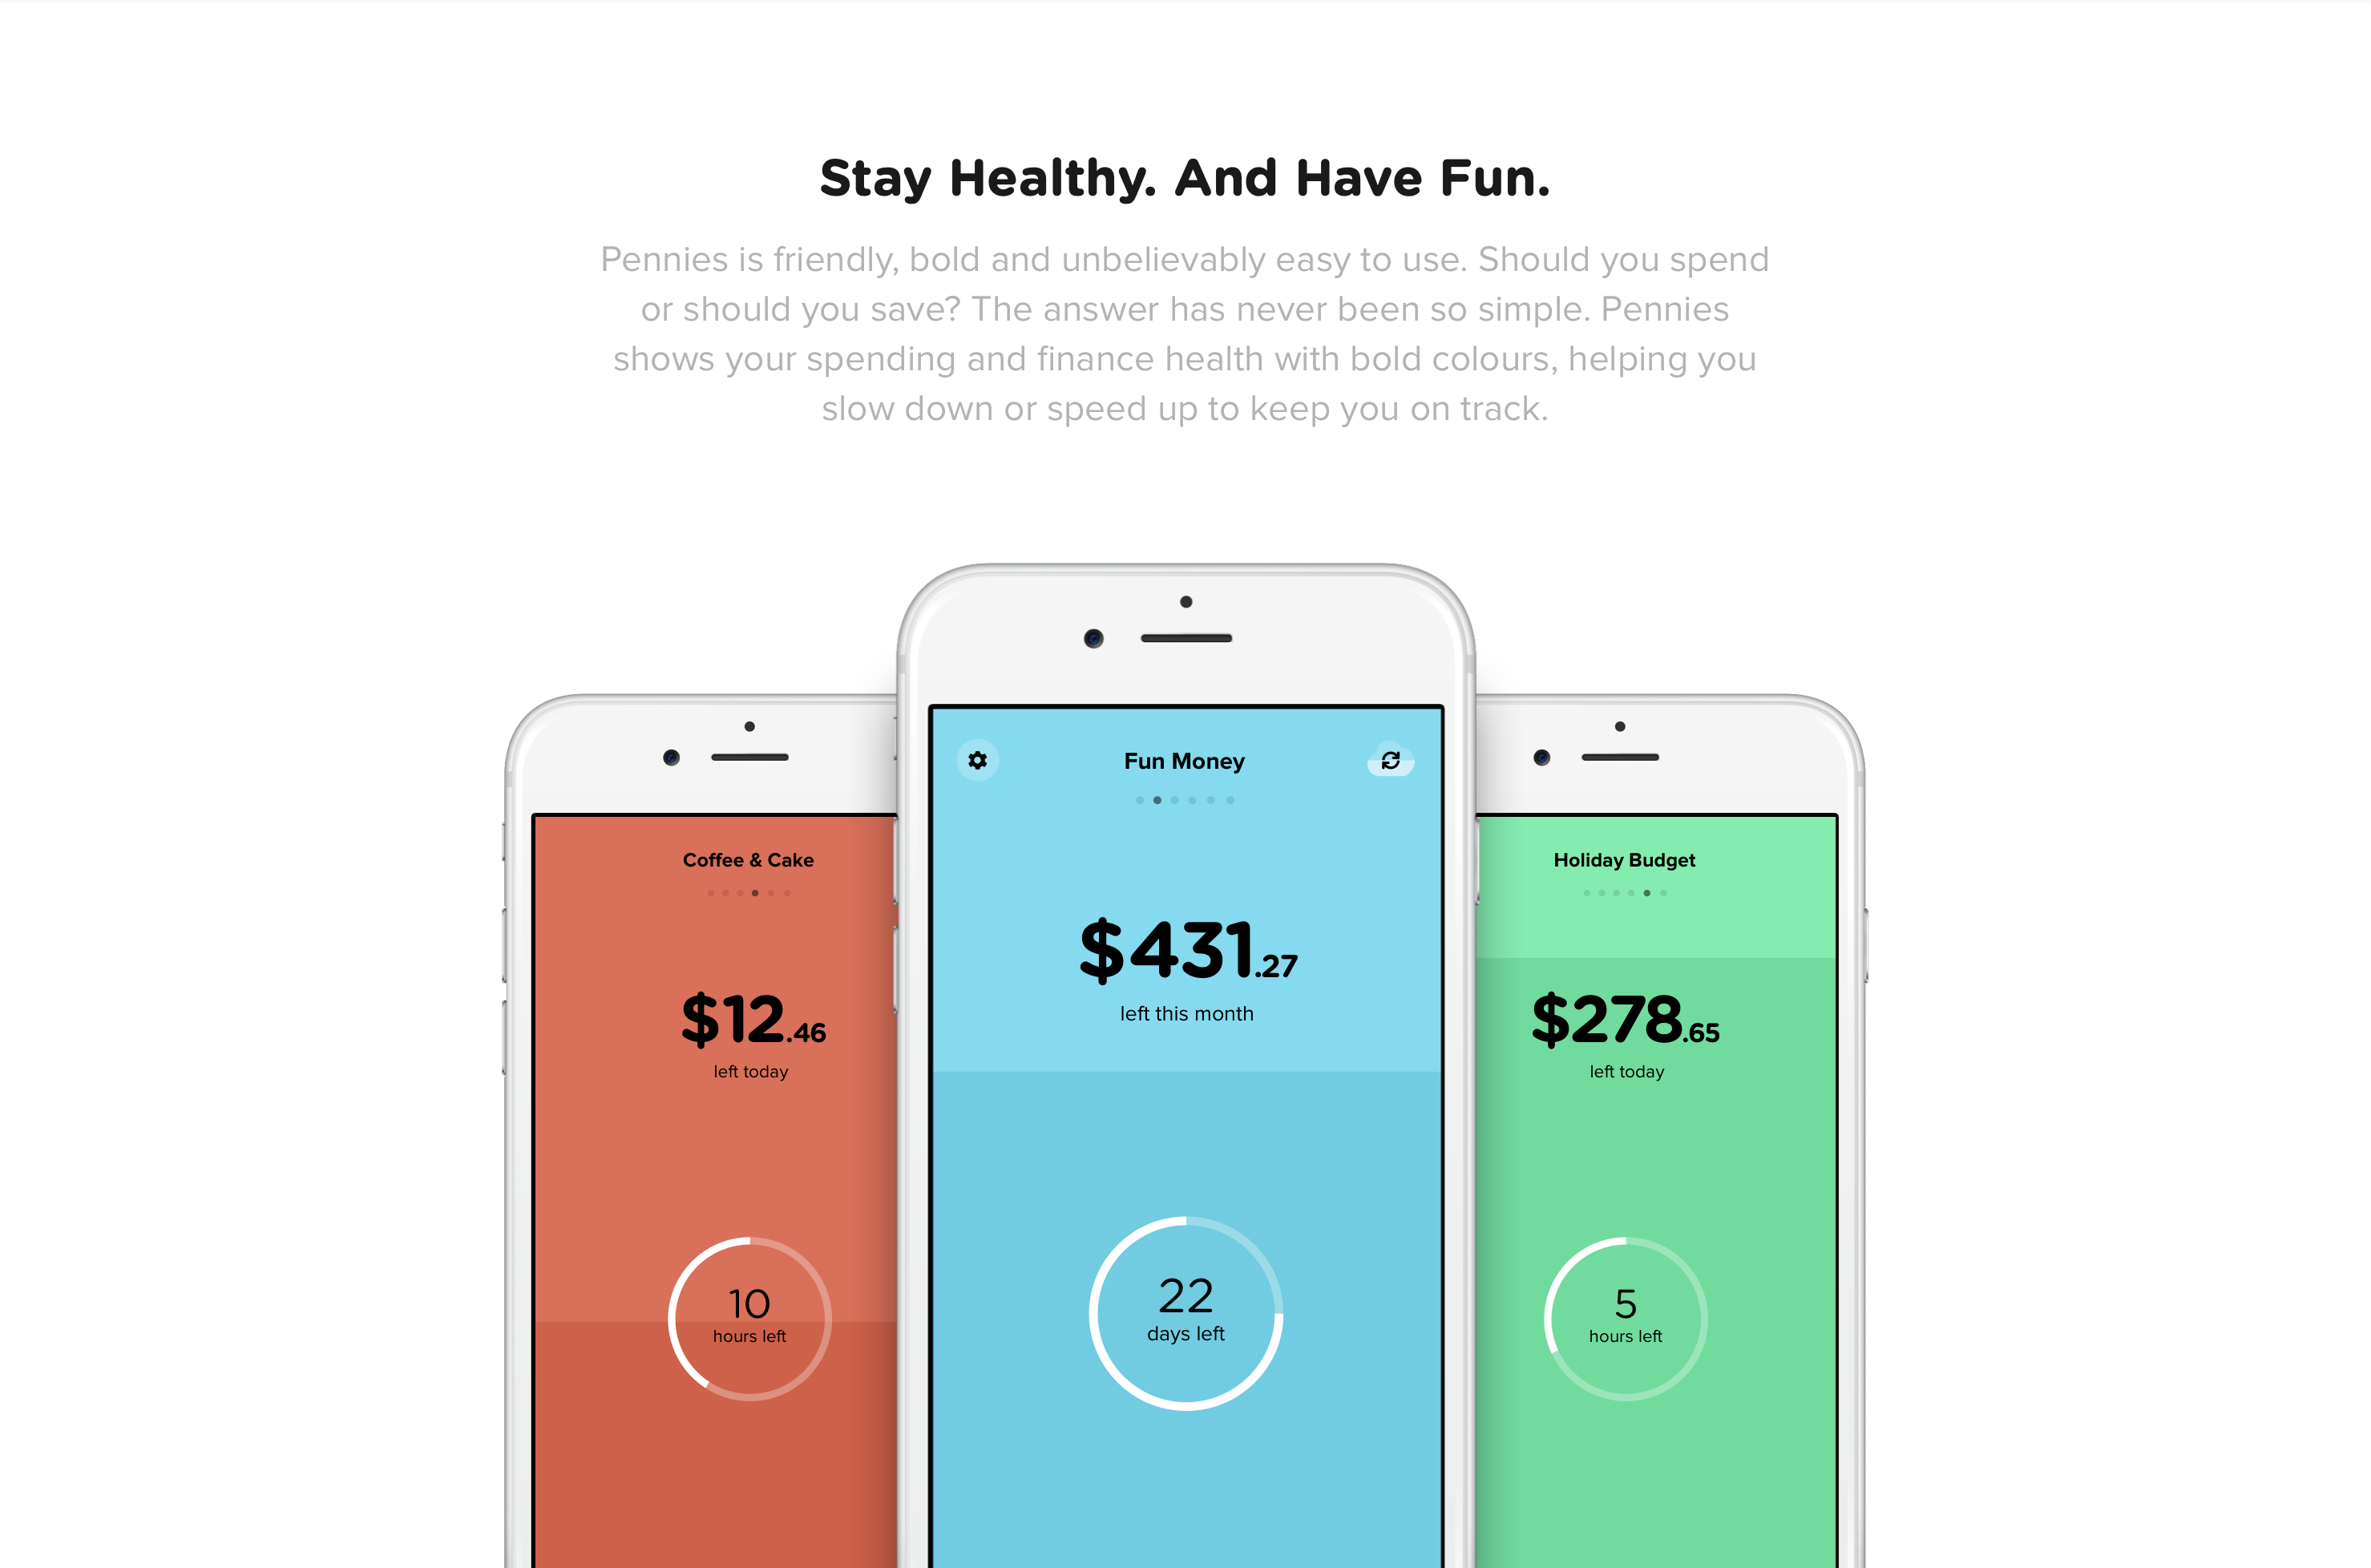 Stay Healthy. And Have Fun.
Pennies is friendly, bold and unbelievably easy to use. Should you spend
or should you save? The answer has never been so simple. Pennies
shows your spending and finance health with bold colours, helping you
slow down or speed up to keep you on track.
Fun Money
$431.27
left this month
22
days left
Coffee & Cake
$12.46
left today
10
hours left
Holiday Budget
$278.65
left today
5
hours left